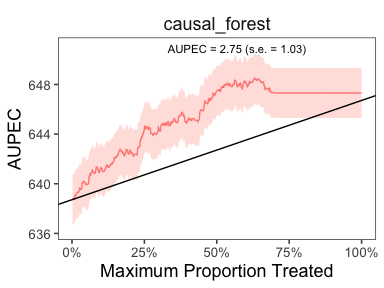 causal_forest
AUPEC = 2.75 (s.e. = 1.03)
648
644
640
636
AUPEC
0%
25%
50%
75%
100%
Maximum Proportion Treated